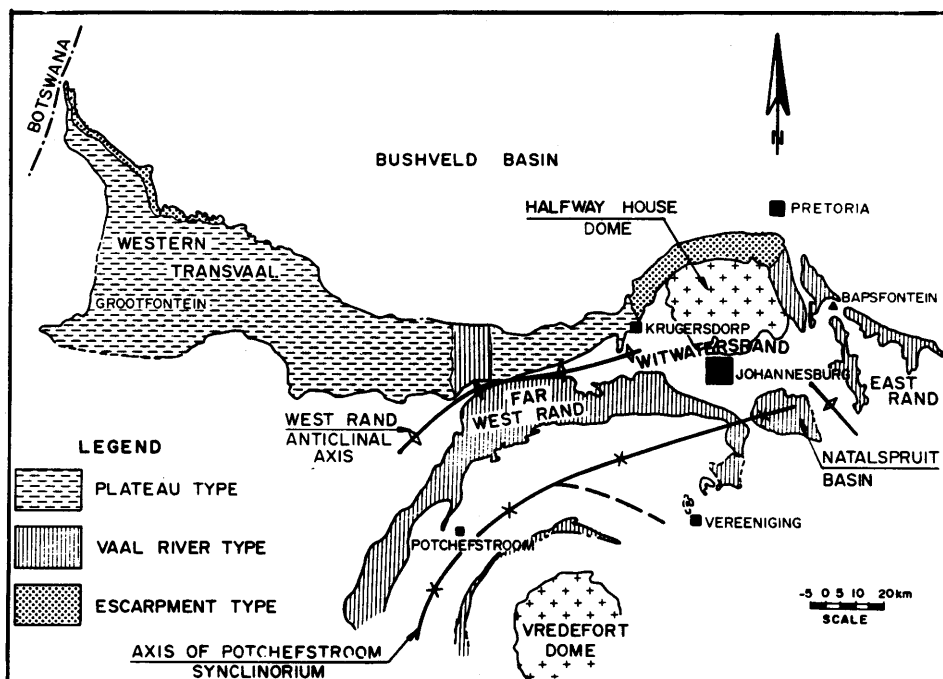 BOTSWANA
N
BUSHVELD BASIN
HALFWAY HOUSE
DOME
PRETORIA
WESTERN
TRANSVAAL
GROOTFONTEIN
BAPSFONTEIN
KRUGERSDORP
WITWATERSRAND
JOHANNESBURG
EAST
RAND
FAR
WEST RAND
WEST RAND
ANTICLINAL
AXIS
NATALSPRUIT
BASIN
LEGEND
PLATEAU TYPE
VAAL RIVER TYPE
ESCARPMENT TYPE
POTCHEFSTROOM
VEREENIGING
-5 0 5 10 20km
SCALE
VREDEFORT
DOME
AXIS OF POTCHEFSTROOM
SYNCLINORIUM